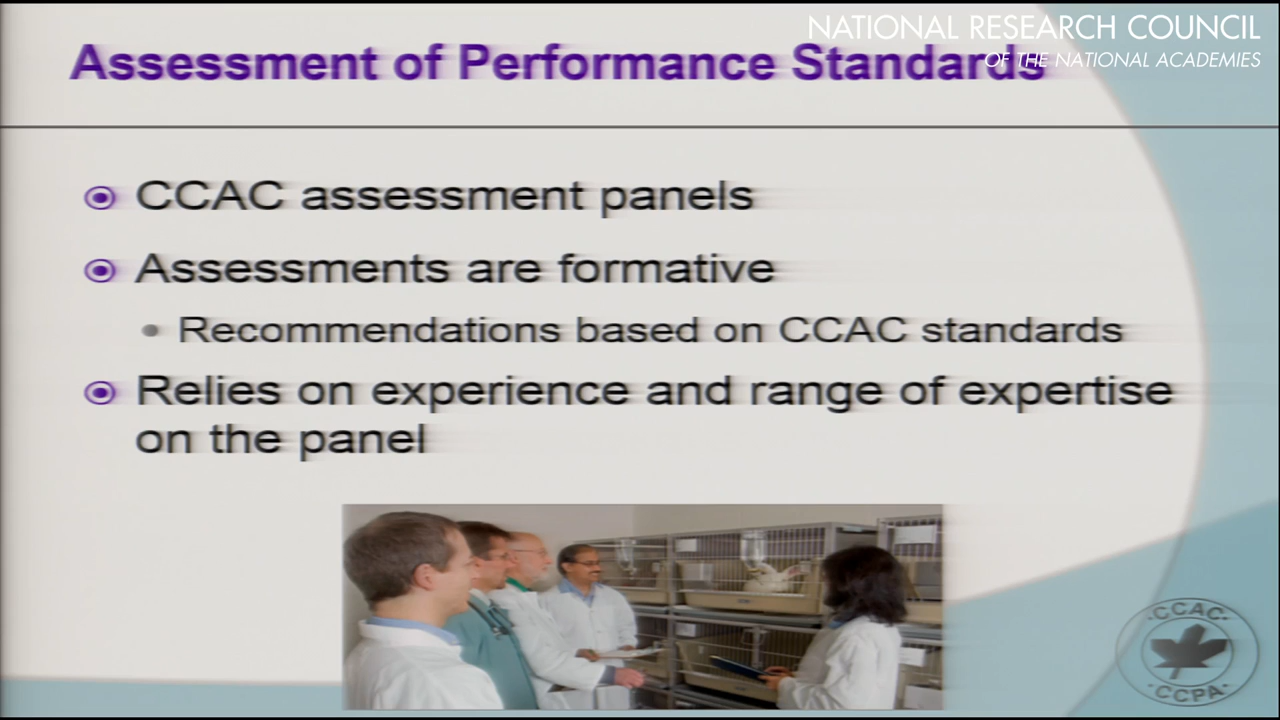 NATIONAL RESEARCH COUNCIL
OF THE NATIONAL ACADEMIES
Assessment of Performance Standards
CCAC assessment panels
Assessments are formative
Recommendations based on CCAC standards
Relies on experience and range of expertise
on the panel
CCAC
CCPA